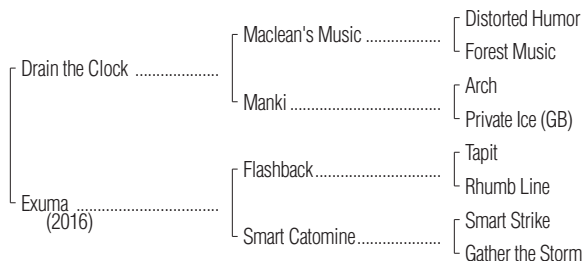 Distorted Humor
Maclean's Music ..................
Forest Music
Drain the Clock .................
Arch
Manki ....................................
Private Ice (GB)
Tapit
Flashback............................
Rhumb Line
Exuma .............................
(2016)
Smart Strike
Smart Catomine.................
Gather the Storm